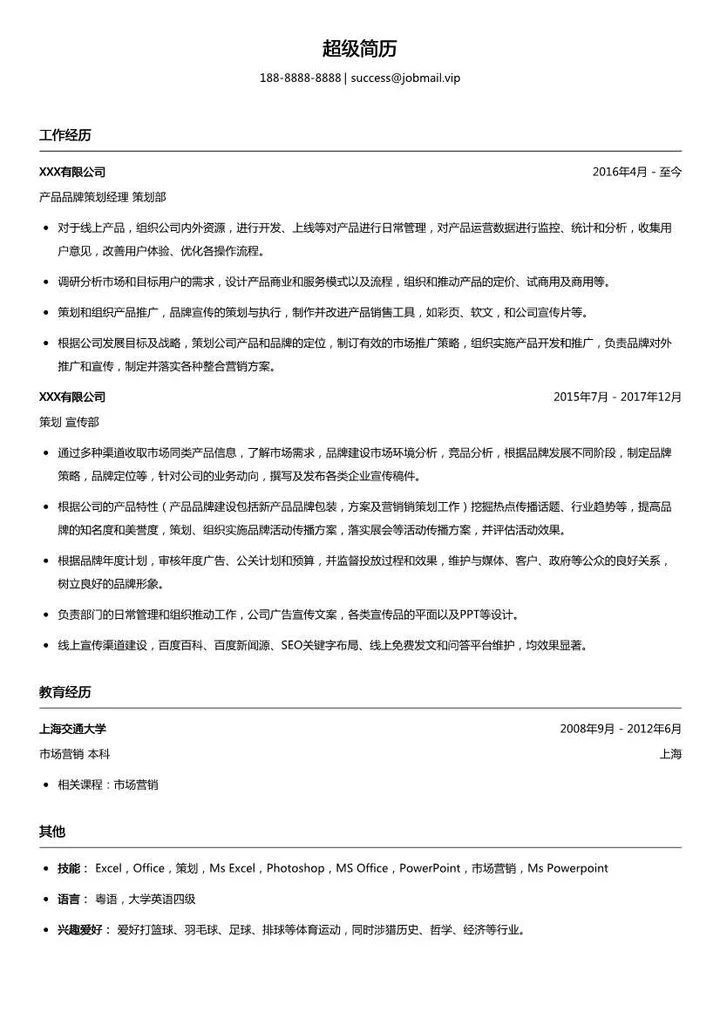 超级简历
188-8888-8888 | success@jobmail.vip
工作经历
XXX有限公司 2016年4月 - 至今
产品品牌策划经理 策划部
• 对于线上产品，组织公司内外资源，进行开发、上线等对产品进行日常管理，对产品运营数据进行监控、统计和分析，收集用
户意见，改善用户体验、优化各操作流程。
• 调研分析市场和目标用户的需求，设计产品商业和服务模式以及流程，组织和推动产品的定价、试商用及商用等。
• 策划和组织产品推广，品牌宣传的策划与执行，制作并改进产品销售工具，如彩页、软文，和公司宣传片等。
• 根据公司发展目标及战略，策划公司产品和品牌的定位，制订有效的市场推广策略，组织实施产品开发和推广，负责品牌对外
推广和宣传，制定并落实各种整合营销方案。
XXX有限公司 2015年7月 - 2017年12月
策划 宣传部
• 通过多种渠道收取市场同类产品信息，了解市场需求，品牌建设市场环境分析，竞品分析，根据品牌发展不同阶段，制定品牌
策略，品牌定位等，针对公司的业务动向，撰写及发布各类企业宣传稿件。
• 根据公司的产品特性（产品品牌建设包括新产品品牌包装，方案及营销销策划工作）挖掘热点传播话题、行业趋势等，提高品
牌的知名度和美誉度，策划、组织实施品牌活动传播方案，落实展会等活动传播方案，并评估活动效果。
• 根据品牌年度计划，审核年度广告、公关计划和预算，并监督投放过程和效果，维护与媒体、客户、政府等公众的良好关系，
树立良好的品牌形象。
• 负责部门的日常管理和组织推动工作，公司广告宣传文案，各类宣传品的平面以及PPT等设计。
• 线上宣传渠道建设，百度百科、百度新闻源、SEO关键字布局、线上免费发文和问答平台维护，均效果显著。
教育经历
上海交通大学 2008年9月 - 2012年6月
市场营销 本科 上海
• 相关课程：市场营销
其他
• 技能： Excel，Office，策划，Ms Excel，Photoshop，MS Office，PowerPoint，市场营销，Ms Powerpoint
• 语言： 粤语，大学英语四级
• 兴趣爱好： 爱好打篮球、羽毛球、足球、排球等体育运动，同时涉猎历史、哲学、经济等行业。